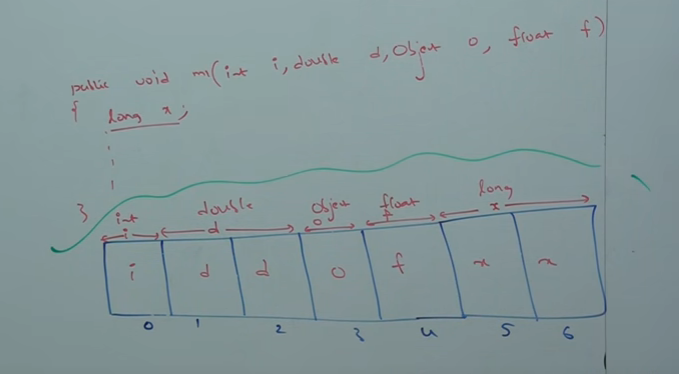 public void m1(int i, double d, Object o, float f)
{ long x;
}
int double object float long
i d o f x
i d d o f x x
0 1 2 3 4 5 6